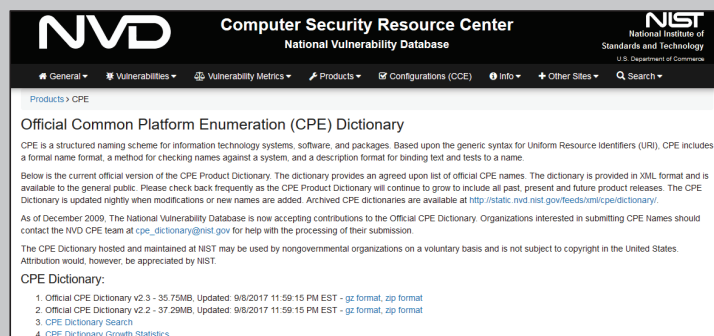 NVD
Computer Security Resource Center
National Vulnerability Database
NIST
National Institute of
Standards and Technology
U.S. Department of Commerce
General Vulnerabilities Vulnerability Metrics Products Configurations (CCE) Info Other Sites Search
Products > CPE
Official Common Platform Enumeration (CPE) Dictionary
CPE is a structured naming scheme for information technology systems, software, and packages. Based upon the generic syntax for Uniform Resource Identifiers (URI), CPE includes
a formal name format, a method for checking names against a system, and a description format for binding text and tests to a name.
Below is the current official version of the CPE Product Dictionary. The dictionary provides an agreed upon list of official CPE names. The dictionary is provided in XML format and is
available to the general public. Please check back frequently as the CPE Product Dictionary will continue to grow to include all past, present and future product releases. The CPE
Dictionary is updated nightly when modifications or new names are added. Archived CPE dictionaries are available at http://static.nvd.nist.gov/feeds/xml/cpe/dictionary/.
As of December 2009, The National Vulnerability Database is now accepting contributions to the Official CPE Dictionary. Organizations interested in submitting CPE Names should
contact the NVD CPE team at cpe_dictionary@nist.gov for help with the processing of their submission.
The CPE Dictionary hosted and maintained at NIST may be used by nongovernmental organizations on a voluntary basis and is not subject to copyright in the United States.
Attribution would, however, be appreciated by NIST.
CPE Dictionary:
1. Official CPE Dictionary v2.3 - 35.75MB, Updated: 9/8/2017 11:59:15 PM EST - gz format, zip format
2. Official CPE Dictionary v2.2 - 37.29MB, Updated: 9/8/2017 11:59:15 PM EST - gz format, zip format
3. CPE Dictionary Search
4. CPE Dictionary Growth Statistics